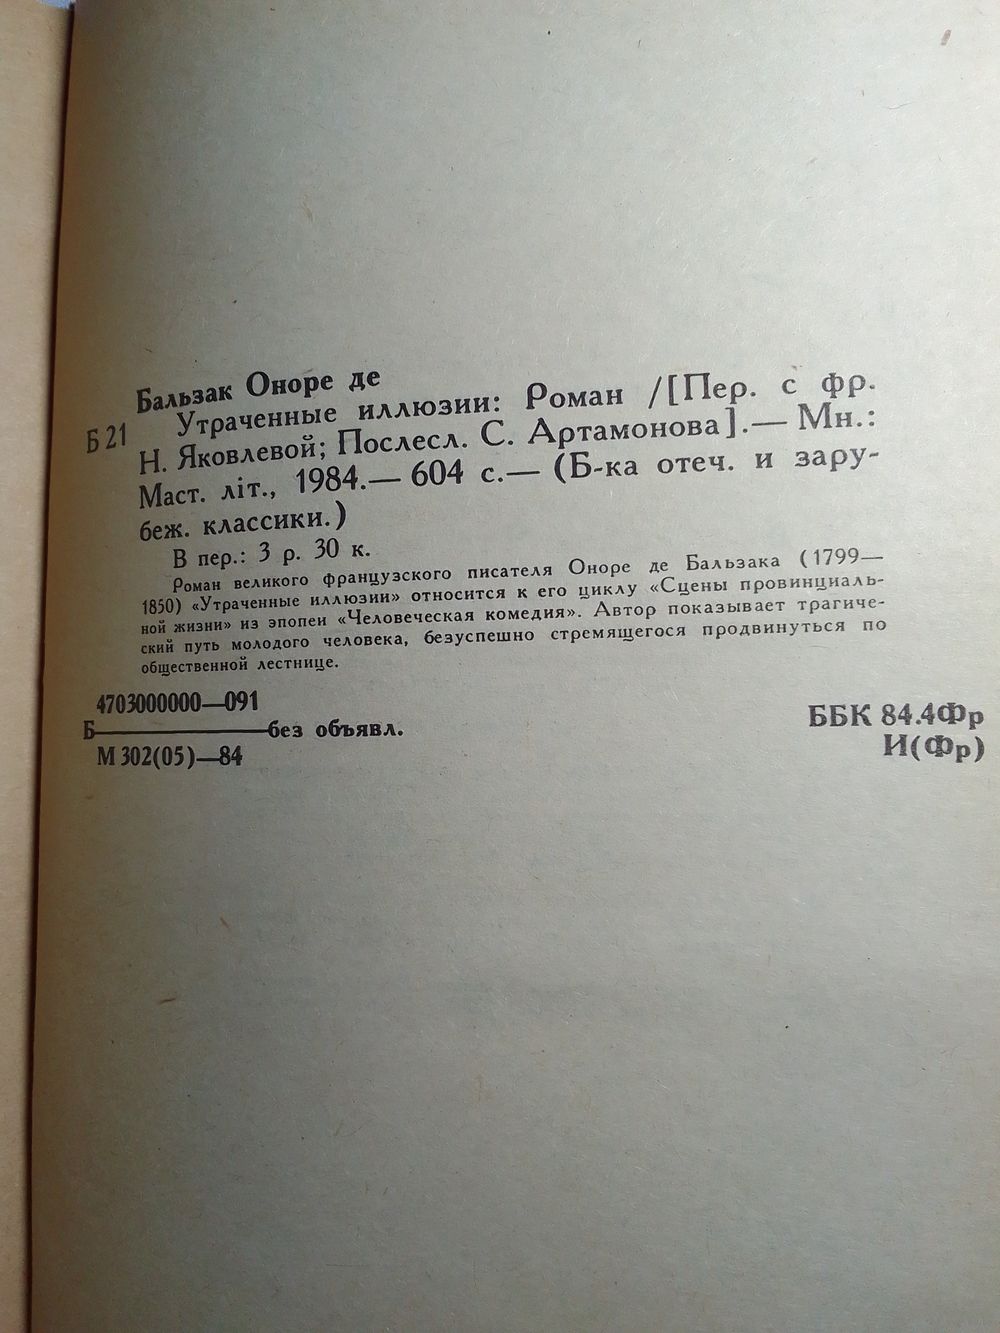 Бальзак Оноре де
Б 21 Утраченные иллюзии: Роман /[Пер. с фр.
Н. Яковлевой; Послесл. С. Артамонова].— Мн.:
Маст. літ., 1984.— 604 с.— (Б-ка отеч. и зару-
беж. классики.)
В пер.: 3 р. 30 к.
Роман великого французского писателя Оноре де Бальзака (1799—
1850) «Утраченные иллюзии» относится к его циклу «Сцены провинциаль-
ной жизни» из эпопеи «Человеческая комедия». Автор показывает трагиче-
ский путь молодого человека, безуспешно стремящегося продвинуться по
общественной лестнице.
4703000000—091
Б————без объявл.
М 302(05)—84
ББК 84.4Фр
И(Фр)